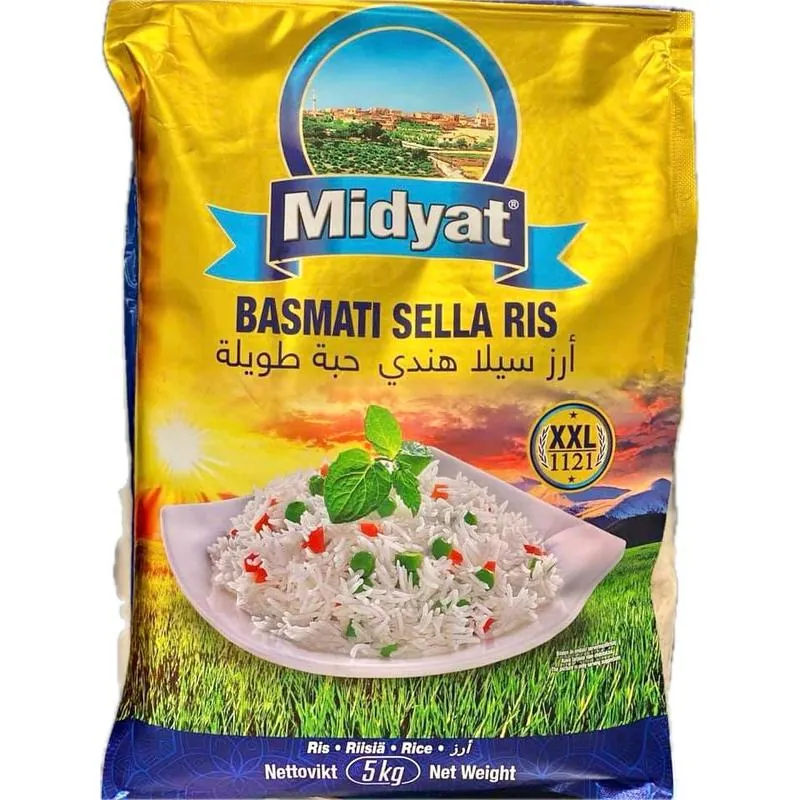 Midyat®
BASMATI SELLA RIS
أرز سيلا هندي حبة طويلة
XXL
1121
Ris • Riisiä • Rice • أرز
Nettovikt 5kg Net Weight